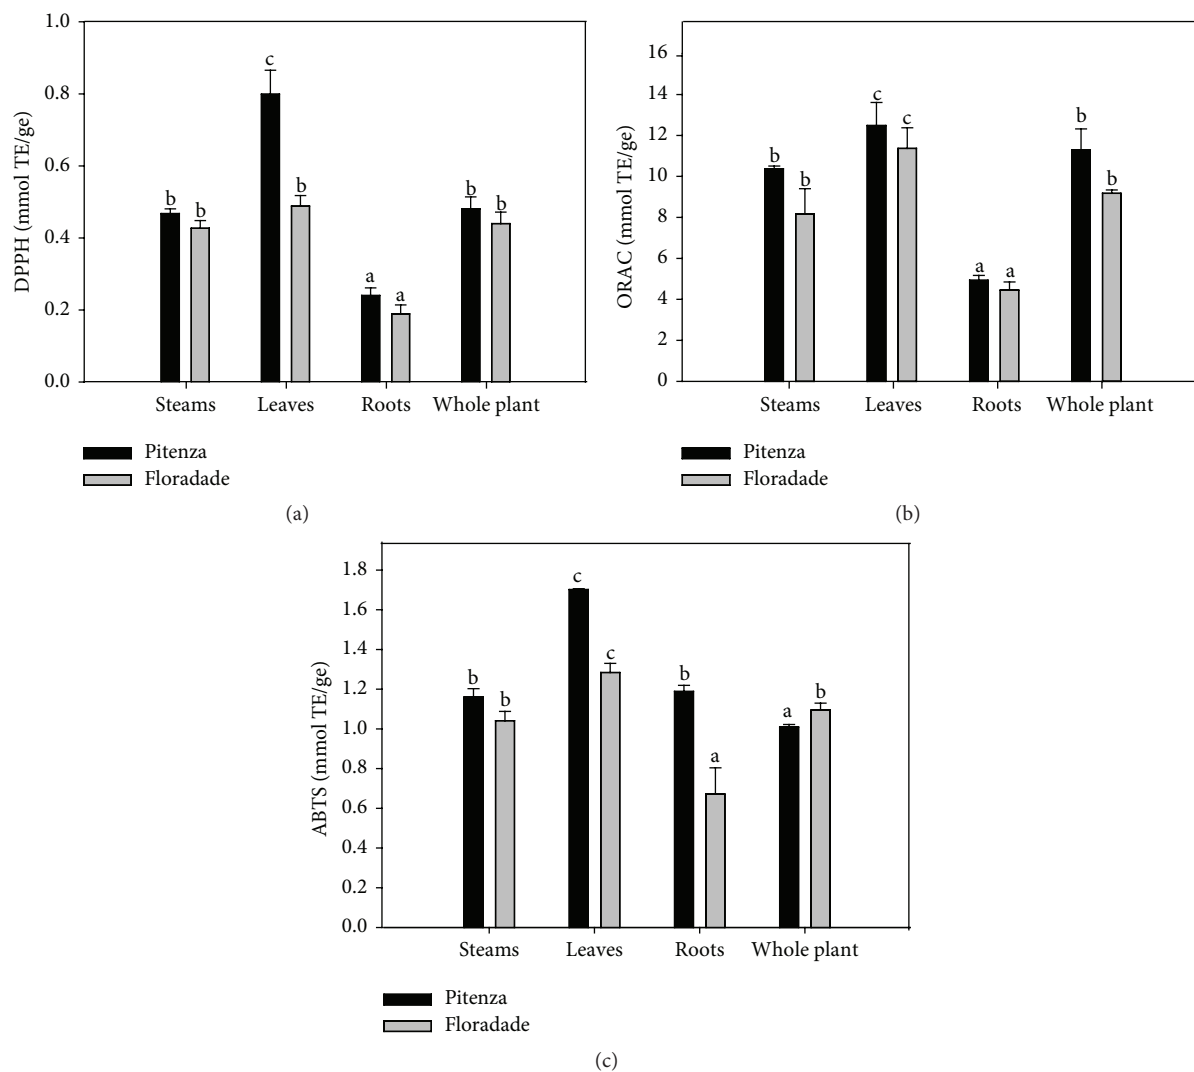 1.0
0.8
0.6
0.4
0.2
0.0
DPPH (mmol TE/ge)
b
b
c
b
a
a
b
b
Steams Leaves Roots Whole plant
Pitenza
Floradade
(a)
16
14
12
10
8
6
4
2
0
ORAC (mmol TE/ge)
b
b
c
c
a
a
b
b
Steams Leaves Roots Whole plant
Pitenza
Floradade
(b)
1.8
1.6
1.4
1.2
1.0
0.8
0.6
0.4
0.2
0.0
ABTS (mmol TE/ge)
b
b
c
c
b
a
a
b
Steams Leaves Roots Whole plant
Pitenza
Floradade
(c)